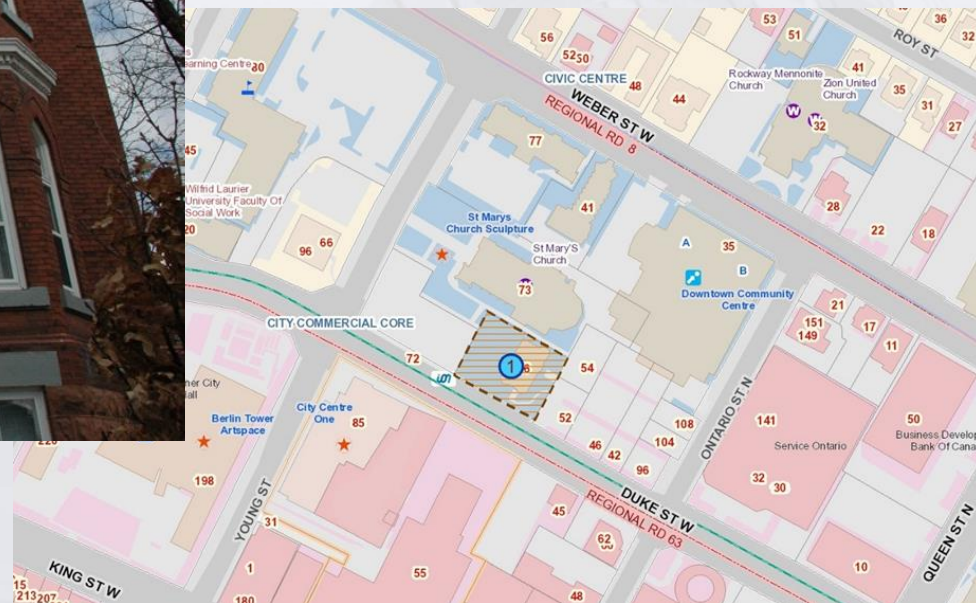 36
53
51
32
ROY ST
56
52
50
CIVIC CENTRE
48
44
WEBER ST W
REGIONAL RD 8
Rockway Mennonite
Church
Zion United
Church
41
35
31
27
32
earning Centre
80
45
Wilfrid Laurier
University Faculty Of
Social Work
20
96
66
77
41
St Marys
Church Sculpture
St Mary'S
Church
73
A
35
B
Downtown Community
Centre
28
22
18
CITY COMMERCIAL CORE
72
ion
1
54
52
46
42
96
104
108
ONTARIO ST N
21
151
149
17
11
141
Service Ontario
32
30
50
Business Develop
Bank Of Cana
ner City
Hall
Berlin Tower
Artspace
198
City Centre
One
85
YOUNG ST
31
DUKE ST W
REGIONAL RD 63
45
62
10
QUEEN ST N
KING ST W
15
213
207
1
180
55
48